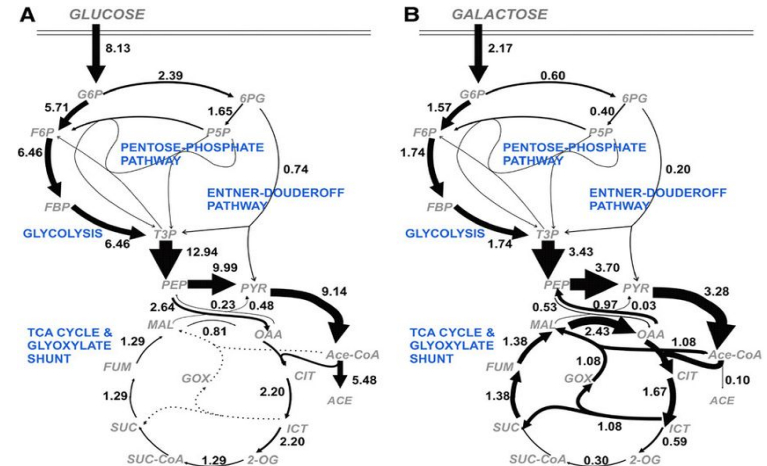 A
GLUCOSE
8.13
G6P
2.39
6PG
5.71
1.65
F6P
P5P
6.46
PENTOSE-PHOSPHATE
PATHWAY
0.74
ENTNER-DOUDEROFF
PATHWAY
FBP
GLYCOLYSIS
6.46
T3P
12.94
9.99
PEP
PYR
9.14
2.64
0.23
0.48
MAL
0.81
OAA
TCA CYCLE &
GLYOXYLATE
SHUNT
1.29
Ace-CoA
FUM
GOX
CIT
5.48
1.29
2.20
ACE
SUC
ICT
2.20
SUC-CoA
1.29
2-OG
B
GALACTOSE
2.17
G6P
0.60
6PG
1.57
0.40
F6P
P5P
1.74
PENTOSE-PHOSPHATE
PATHWAY
0.20
ENTNER-DOUDEROFF
PATHWAY
FBP
GLYCOLYSIS
1.74
T3P
3.43
3.70
PEP
PYR
3.28
0.53
0.97
0.03
MAL
2.43
OAA
TCA CYCLE &
GLYOXYLATE
SHUNT
1.38
1.08
Ace-CoA
1.08
FUM
GOX
CIT
0.10
1.38
1.67
ACE
1.08
SUC
ICT
0.59
SUC-CoA
0.30
2-OG